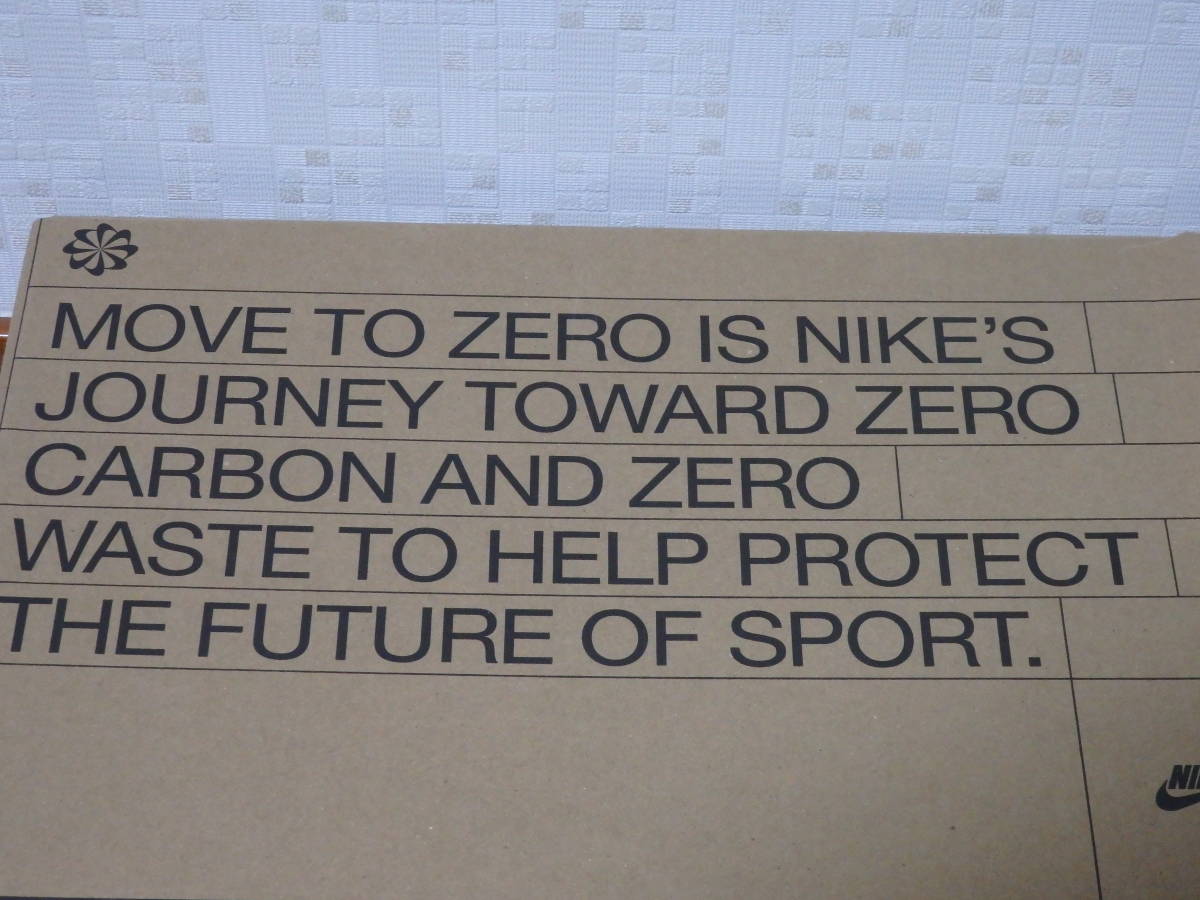 MOVE TO ZERO IS NIKE’S
JOURNEY TOWARD ZERO
CARBON AND ZERO
WASTE TO HELP PROTECT
THE FUTURE OF SPORT.